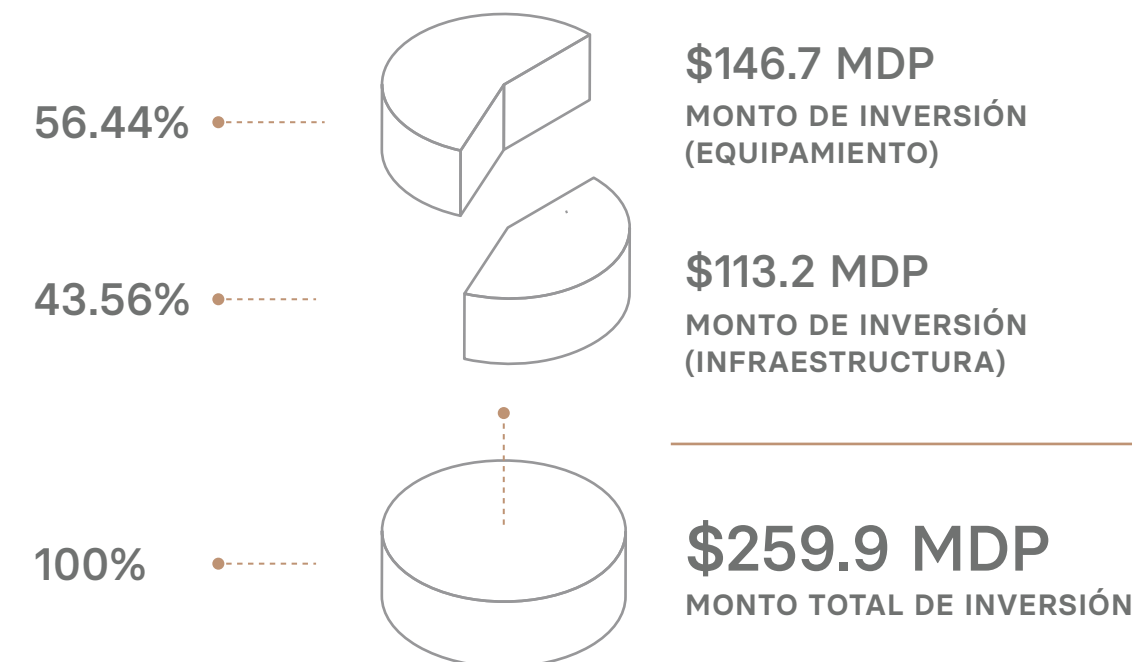 56.44%
$146.7 MDP
MONTO DE INVERSIÓN
(EQUIPAMIENTO)
43.56%
$113.2 MDP
MONTO DE INVERSIÓN
(INFRAESTRUCTURA)
100%
$259.9 MDP
MONTO TOTAL DE INVERSIÓN